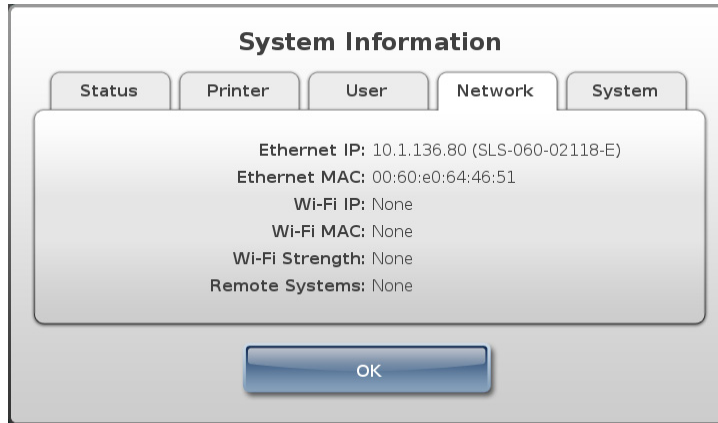 System Information
Status Printer User Network System
Ethernet IP: 10.1.136.80 (SLS-060-02118-E)
Ethernet MAC: 00:60:e0:64:46:51
Wi-Fi IP: None
Wi-Fi MAC: None
Wi-Fi Strength: None
Remote Systems: None
OK